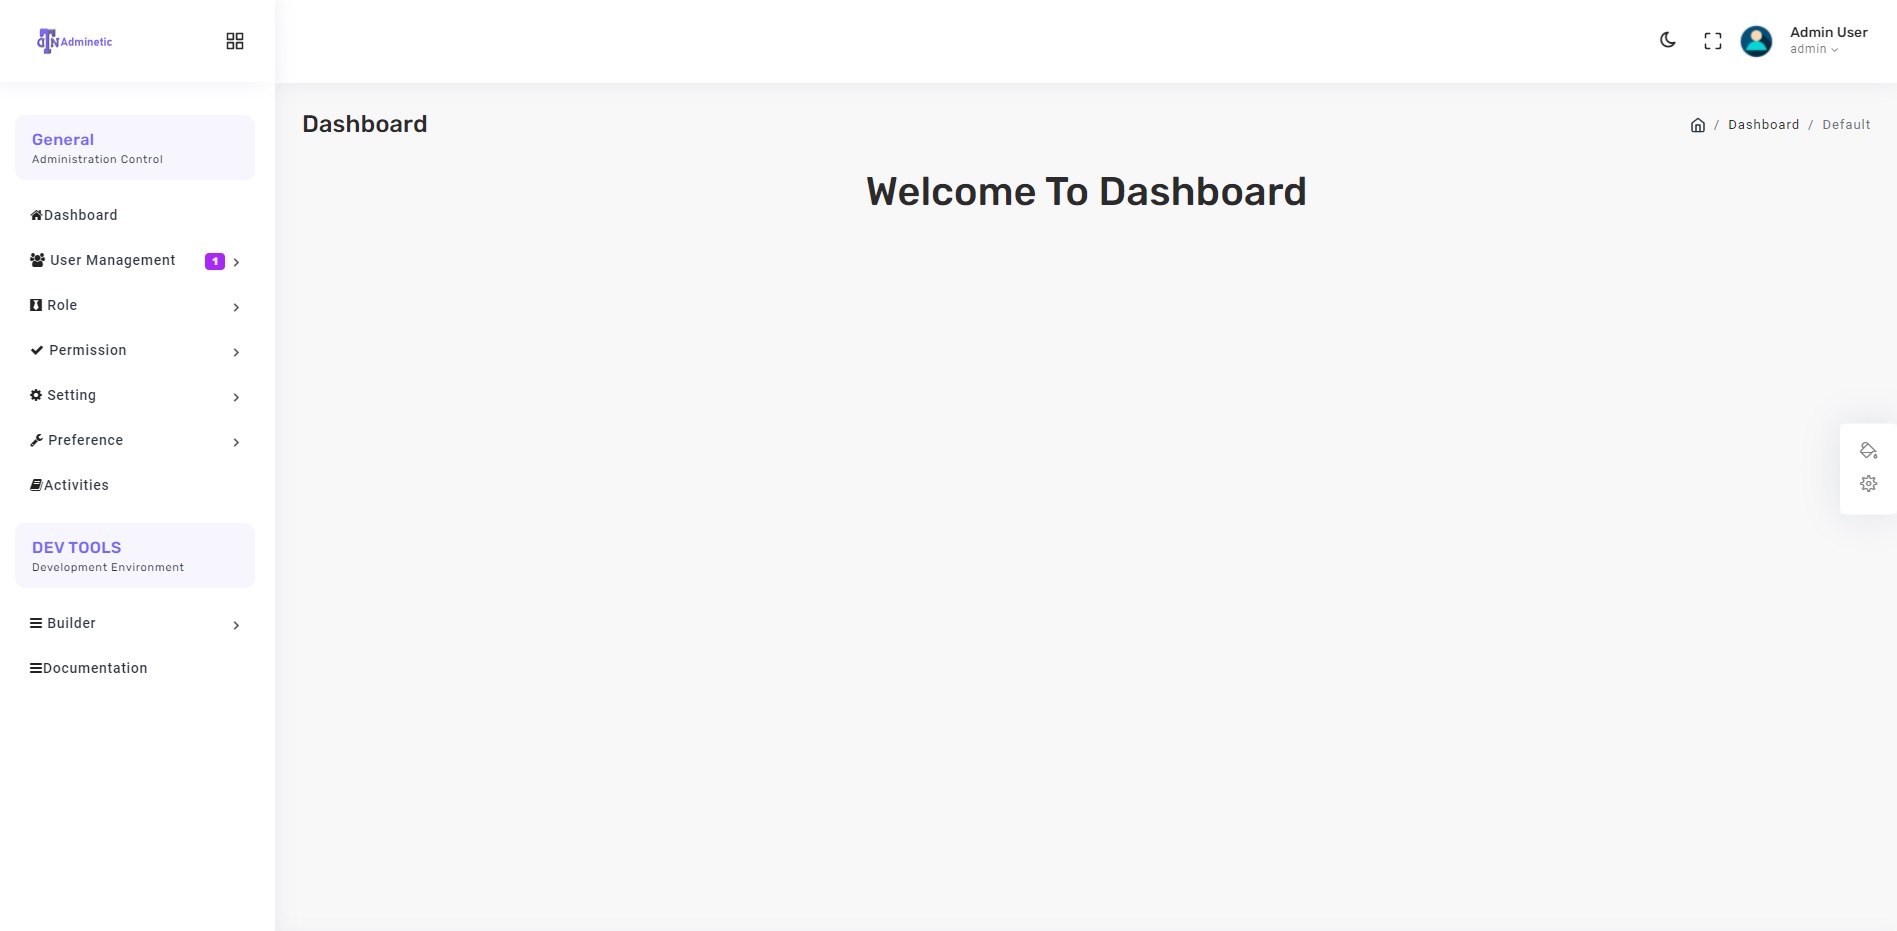 Adminetic
Admin User
admin
General
Administration Control
Dashboard
User Management 1
Role
Permission
Setting
Preference
Activities
DEV TOOLS
Development Environment
Builder
Documentation
Dashboard
/ Dashboard / Default
Welcome To Dashboard